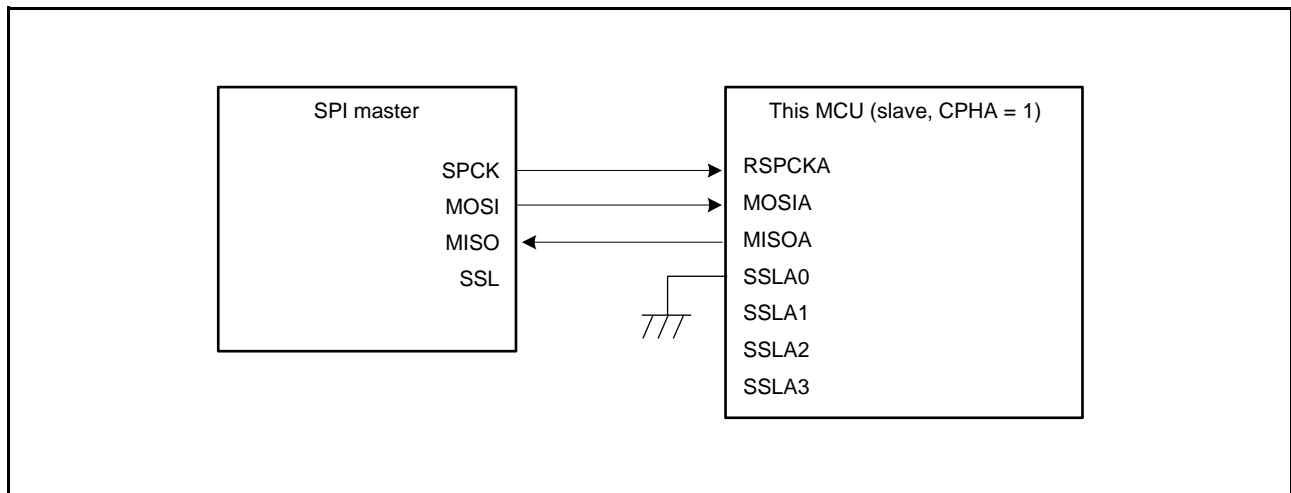 SPI master
SPCK
MOSI
MISO
SSL
This MCU (slave, CPHA = 1)
RSPCKA
MOSIA
MISOA
SSLA0
SSLA1
SSLA2
SSLA3